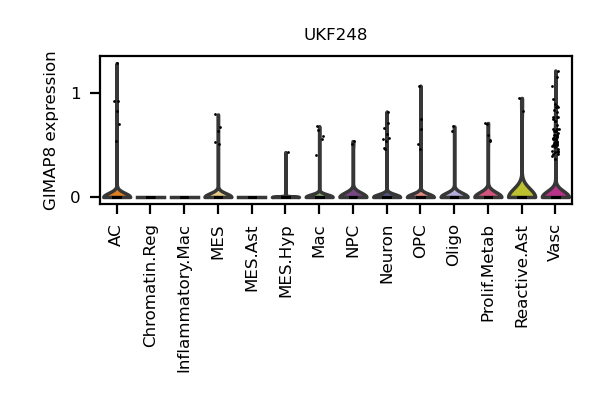 UKF248
GIMAP8 expression
1
0
AC
Chromatin.Reg
Inflammatory.Mac
MES
MES.Ast
MES.Hyp
Mac
NPC
Neuron
OPC
Oligo
Prolif.Metab
Reactive.Ast
Vasc